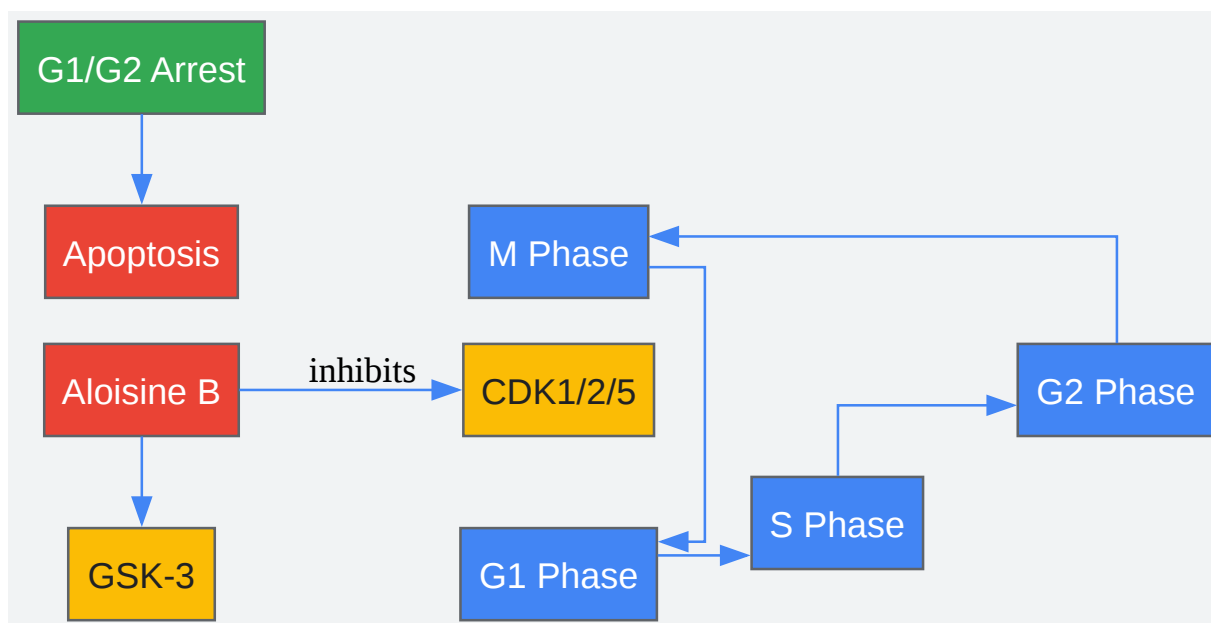 G1/G2 Arrest
Apoptosis
M Phase
Aloisine B
inhibits
CDK1/2/5
G2 Phase
S Phase
GSK-3
G1 Phase